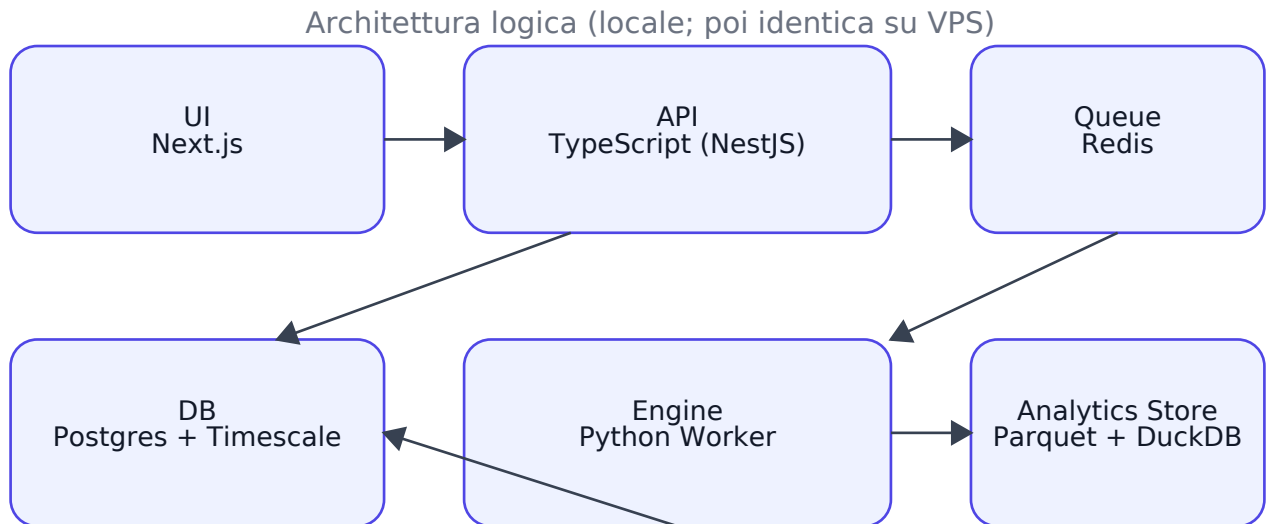 Architettura logica (locale; poi identica su VPS)
UI
Next.js
API
TypeScript (NestJS)
Queue
Redis
DB
Postgres + Timescale
Engine
Python Worker
Analytics Store
Parquet + DuckDB